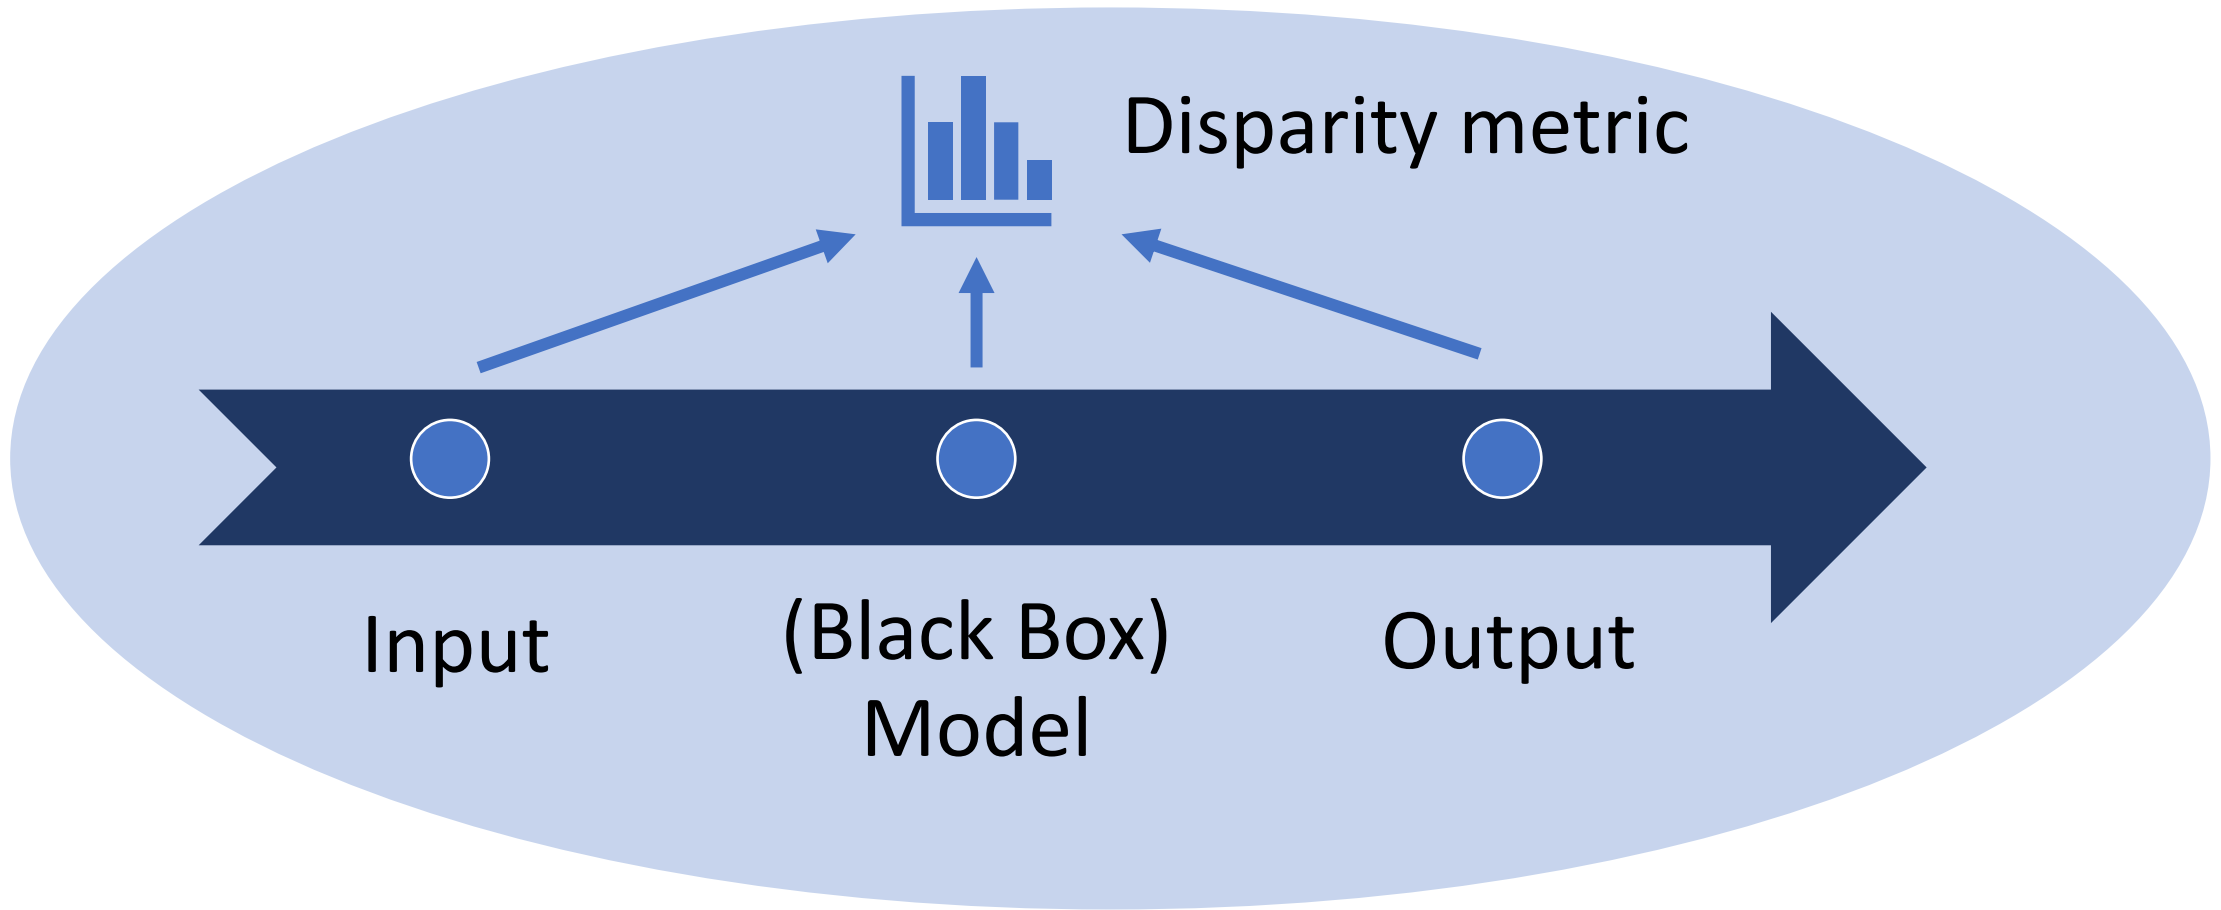 Disparity metric
Input
(Black Box)
Model
Output